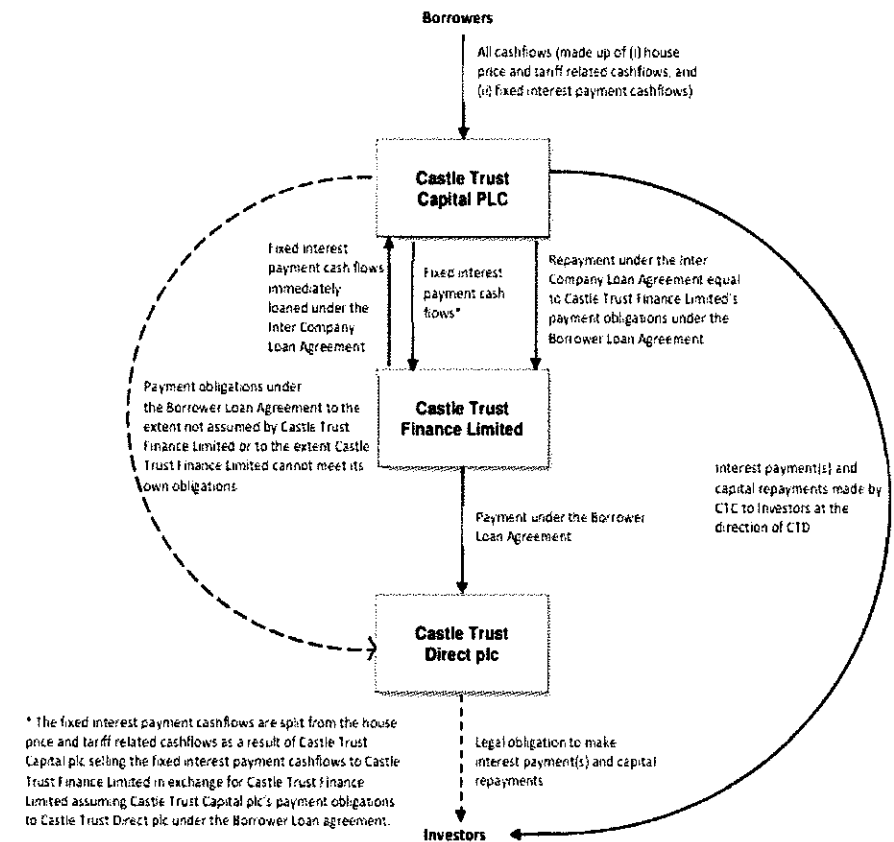 Borrowers
All cashflows (made up of (i) house
price and tariff related cashflows, and
(ii) fixed interest payment cashflows)
Castle Trust
Capital PLC
Fixed interest
payment cash flows
immediately
loaned under the
Inter Company
Loan Agreement
Fixed interest
payment cash
flows*
Repayment under the Inter
Company Loan Agreement equal
to Castle Trust Finance Limited's
payment obligations under the
Borrower Loan Agreement
Payment obligations under
the Borrower Loan Agreement to the
extent not assumed by Castle Trust
Finance Limited or to the extent Castle
Trust Finance Limited cannot meet its
own obligations
Castle Trust
Finance Limited
Interest payment(s) and
capital repayments made by
CTC to Investors at the
direction of CTD
Payment under the Borrower
Loan Agreement
Castle Trust
Direct plc
* The fixed interest payment cashflows are split from the house
price and tariff related cashflows as a result of Castle Trust
Capital plc selling the fixed interest payment cashflows to Castle
Trust Finance Limited in exchange for Castle Trust Finance
Limited assuming Castle Trust Capital plc's payment obligations
to Castle Trust Direct plc under the Borrower Loan agreement.
Legal obligation to make
interest payment(s) and capital
repayments
Investors